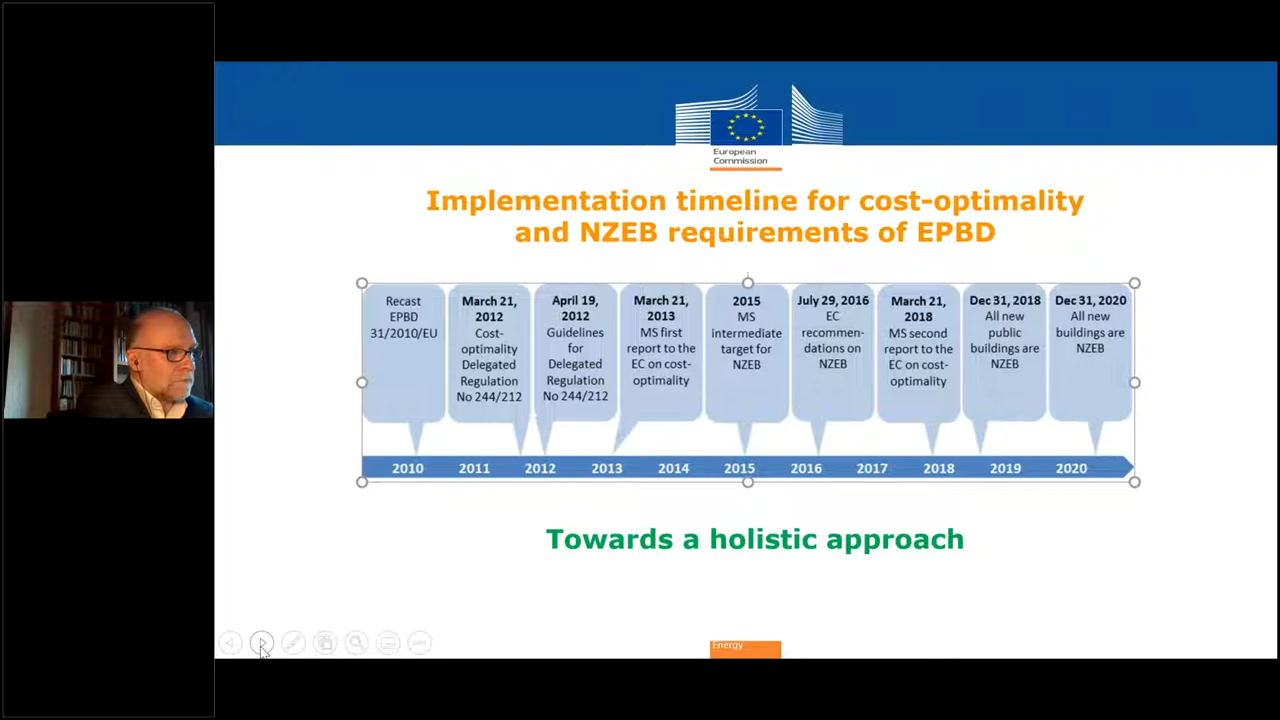 European
Commission
Implementation timeline for cost-optimality
and NZEB requirements of EPBD
Recast
EPBD
31/2010/EU
March 21,
2012
Cost-
optimality
Delegated
Regulation
No 244/212
April 19,
2012
Guidelines
for
Delegated
Regulation
No 244/212
March 21,
2013
MS first
report to the
EC on cost-
optimality
2015
MS
intermediate
target for
NZEB
July 29, 2016
EC
recommen-
dations on
NZEB
March 21,
2018
MS second
report to the
EC on cost-
optimality
Dec 31, 2018
All new
public
buildings are
NZEB
Dec 31, 2020
All new
buildings are
NZEB
2010 2011 2012 2013 2014 2015 2016 2017 2018 2019 2020
Towards a holistic approach
Energy